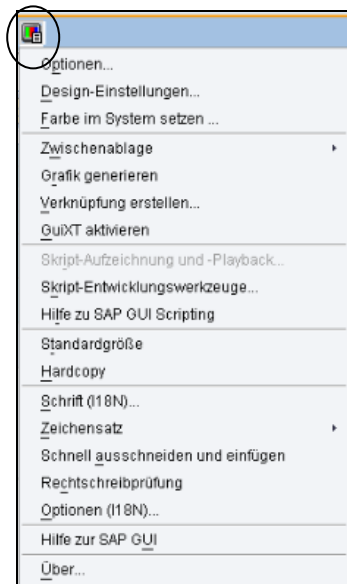 Optionen...
Design-Einstellungen...
Farbe im System setzen ...
Zwischenablage
Grafik generieren
Verknüpfung erstellen...
GuiXT aktivieren
Skript-Aufzeichnung und -Playback...
Skript-Entwicklungswerkzeuge...
Hilfe zu SAP GUI Scripting
Standardgröße
Hardcopy
Schrift (I18N)...
Zeichensatz
Schnell ausschneiden und einfügen
Rechtschreibprüfung
Optionen (I18N)...
Hilfe zur SAP GUI
Über...